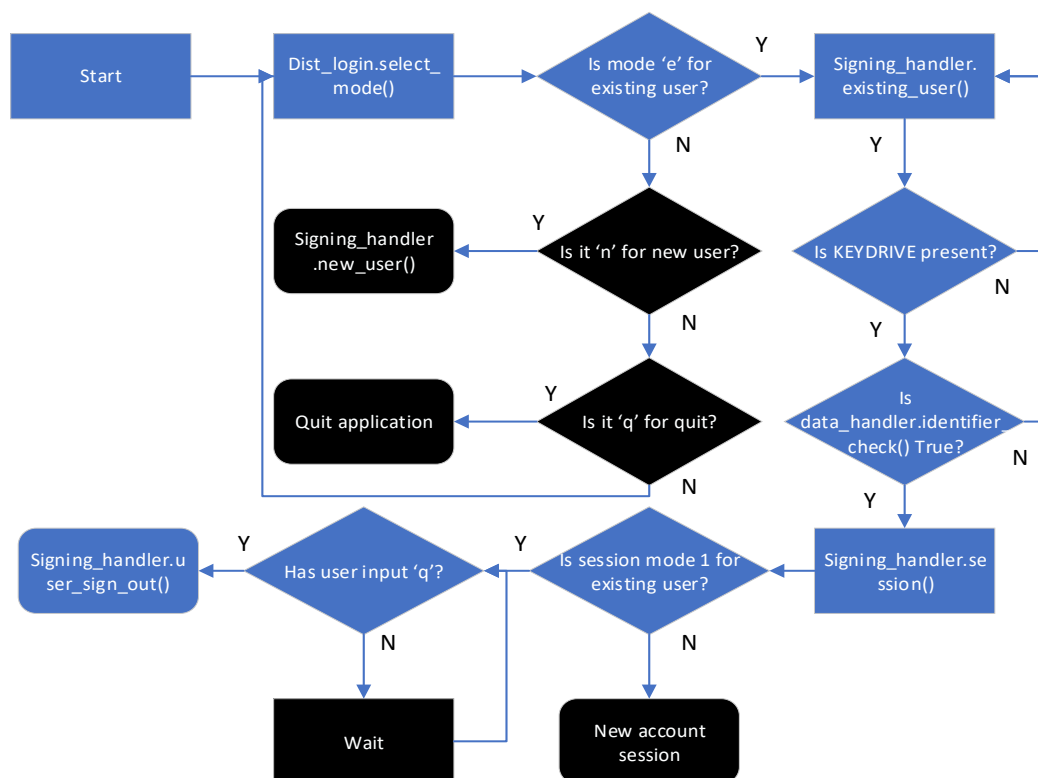 Start
Dist_login.select_
mode()
Is mode ‘e’ for
existing user?
Y
Signing_handler.
existing_user()
N
Y
Signing_handler
.new_user()
Y
Is it ‘n’ for new user?
Is KEYDRIVE present?
N
N
Y
Quit application
Y
Is it ‘q’ for quit?
Is
data_handler.identifier_
check() True?
N
N
Y
Signing_handler.u
ser_sign_out()
Y
Has user input ‘q’?
Y
Is session mode 1 for
existing user?
Signing_handler.se
ssion()
N
N
Wait
New account
session